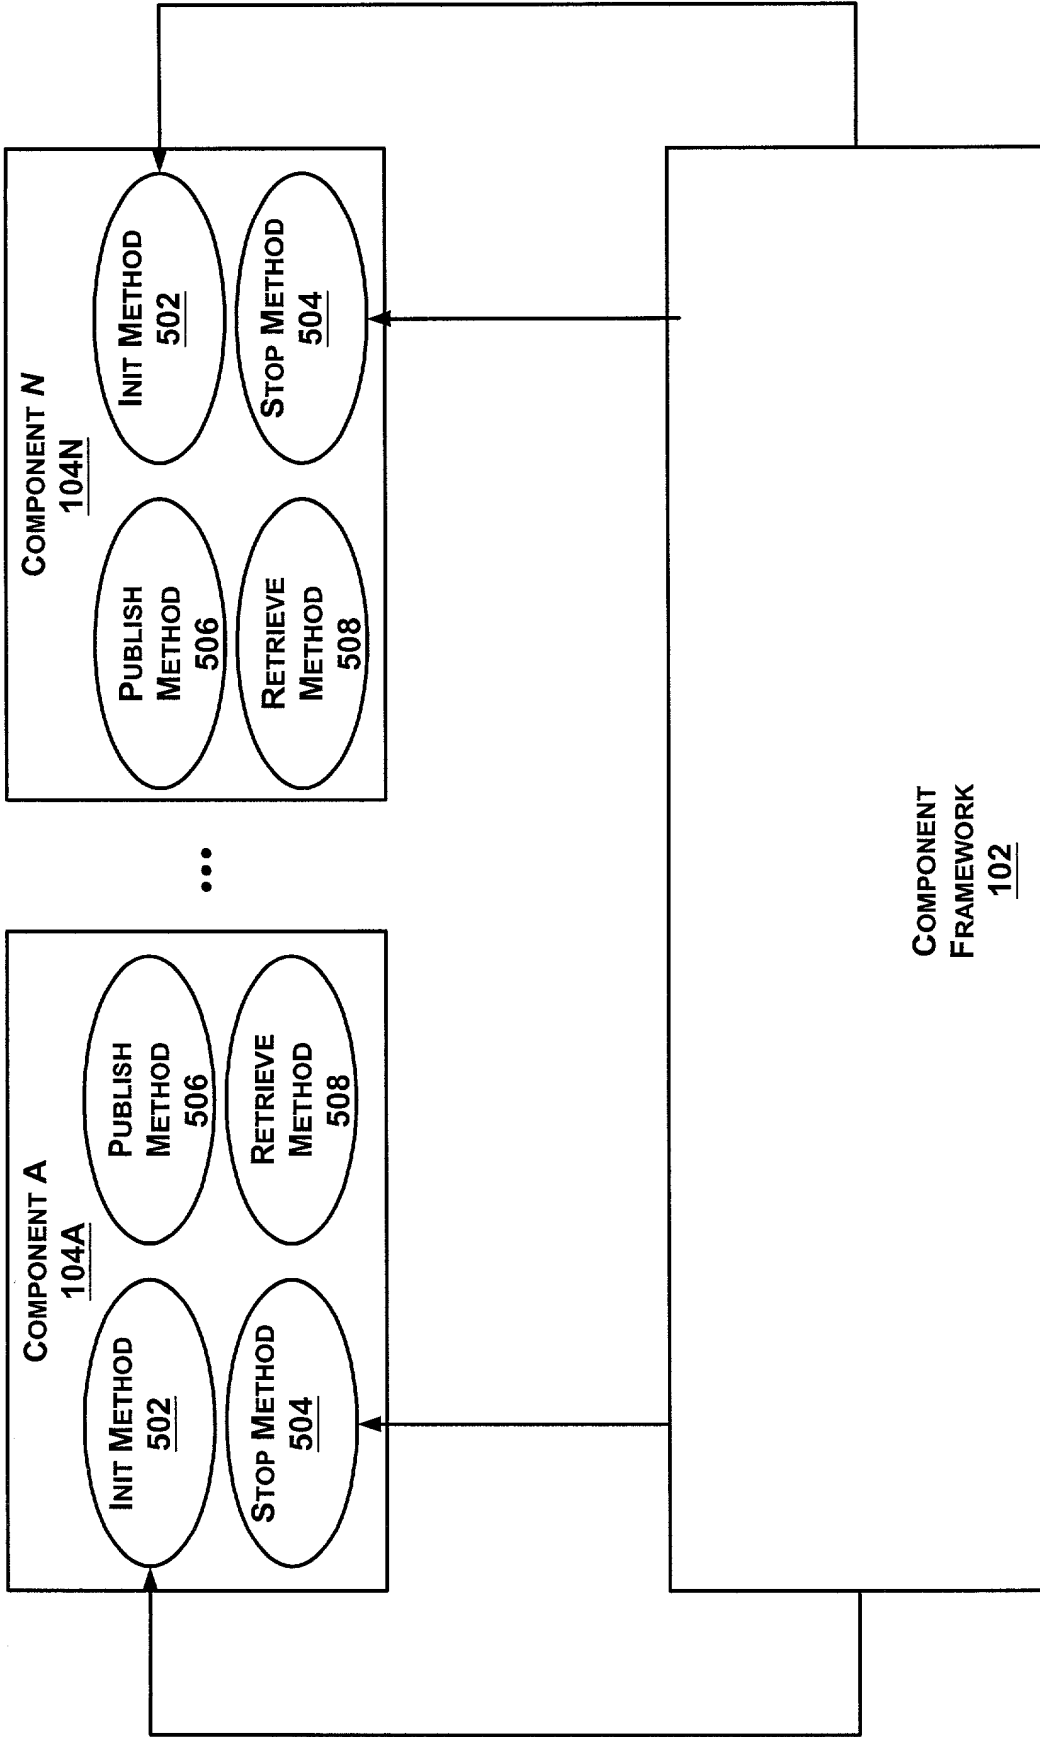 COMPONENT A
104A
INIT METHOD
502
PUBLISH
METHOD
506
STOP METHOD
504
RETRIEVE
METHOD
508
...
COMPONENT N
104N
PUBLISH
METHOD
506
INIT METHOD
502
RETRIEVE
METHOD
508
STOP METHOD
504
COMPONENT
FRAMEWORK
102